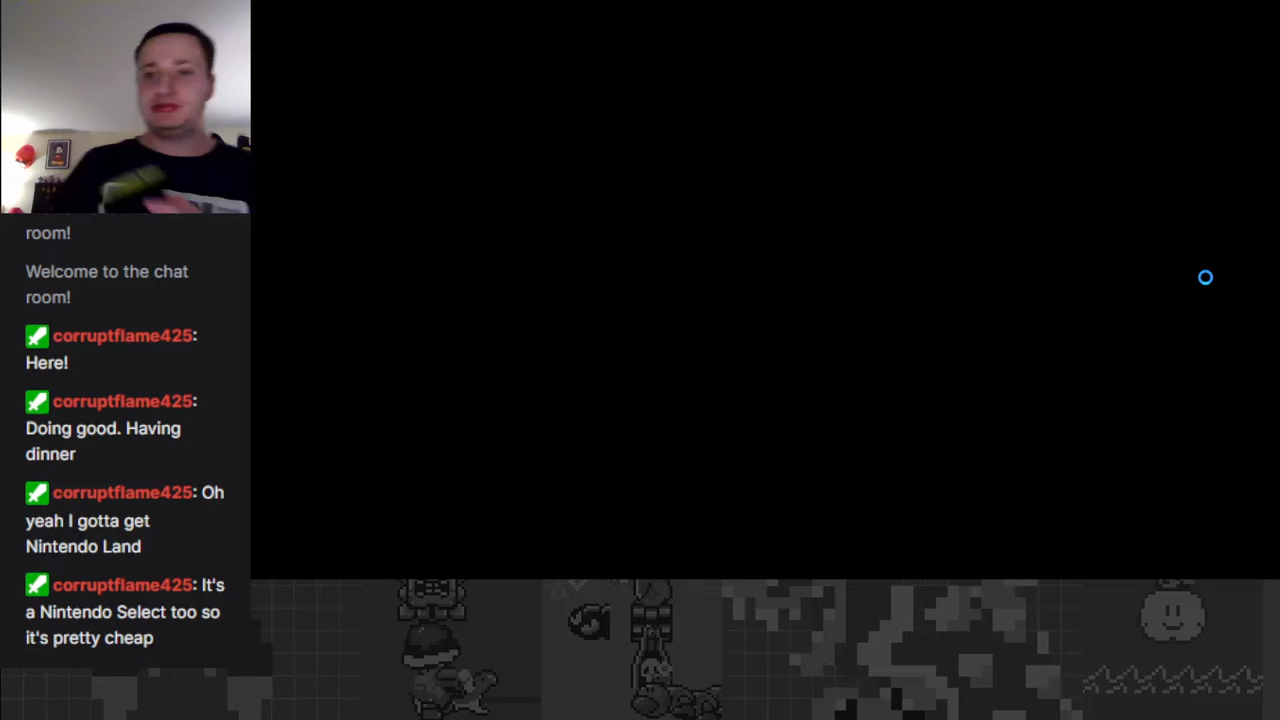 room!
Welcome to the chat
room!
corruptflame425:
Here!
corruptflame425:
Doing good. Having
dinner
corruptflame425: Oh
yeah I gotta get
Nintendo Land
corruptflame425: It's
a Nintendo Select too so
it's pretty cheap